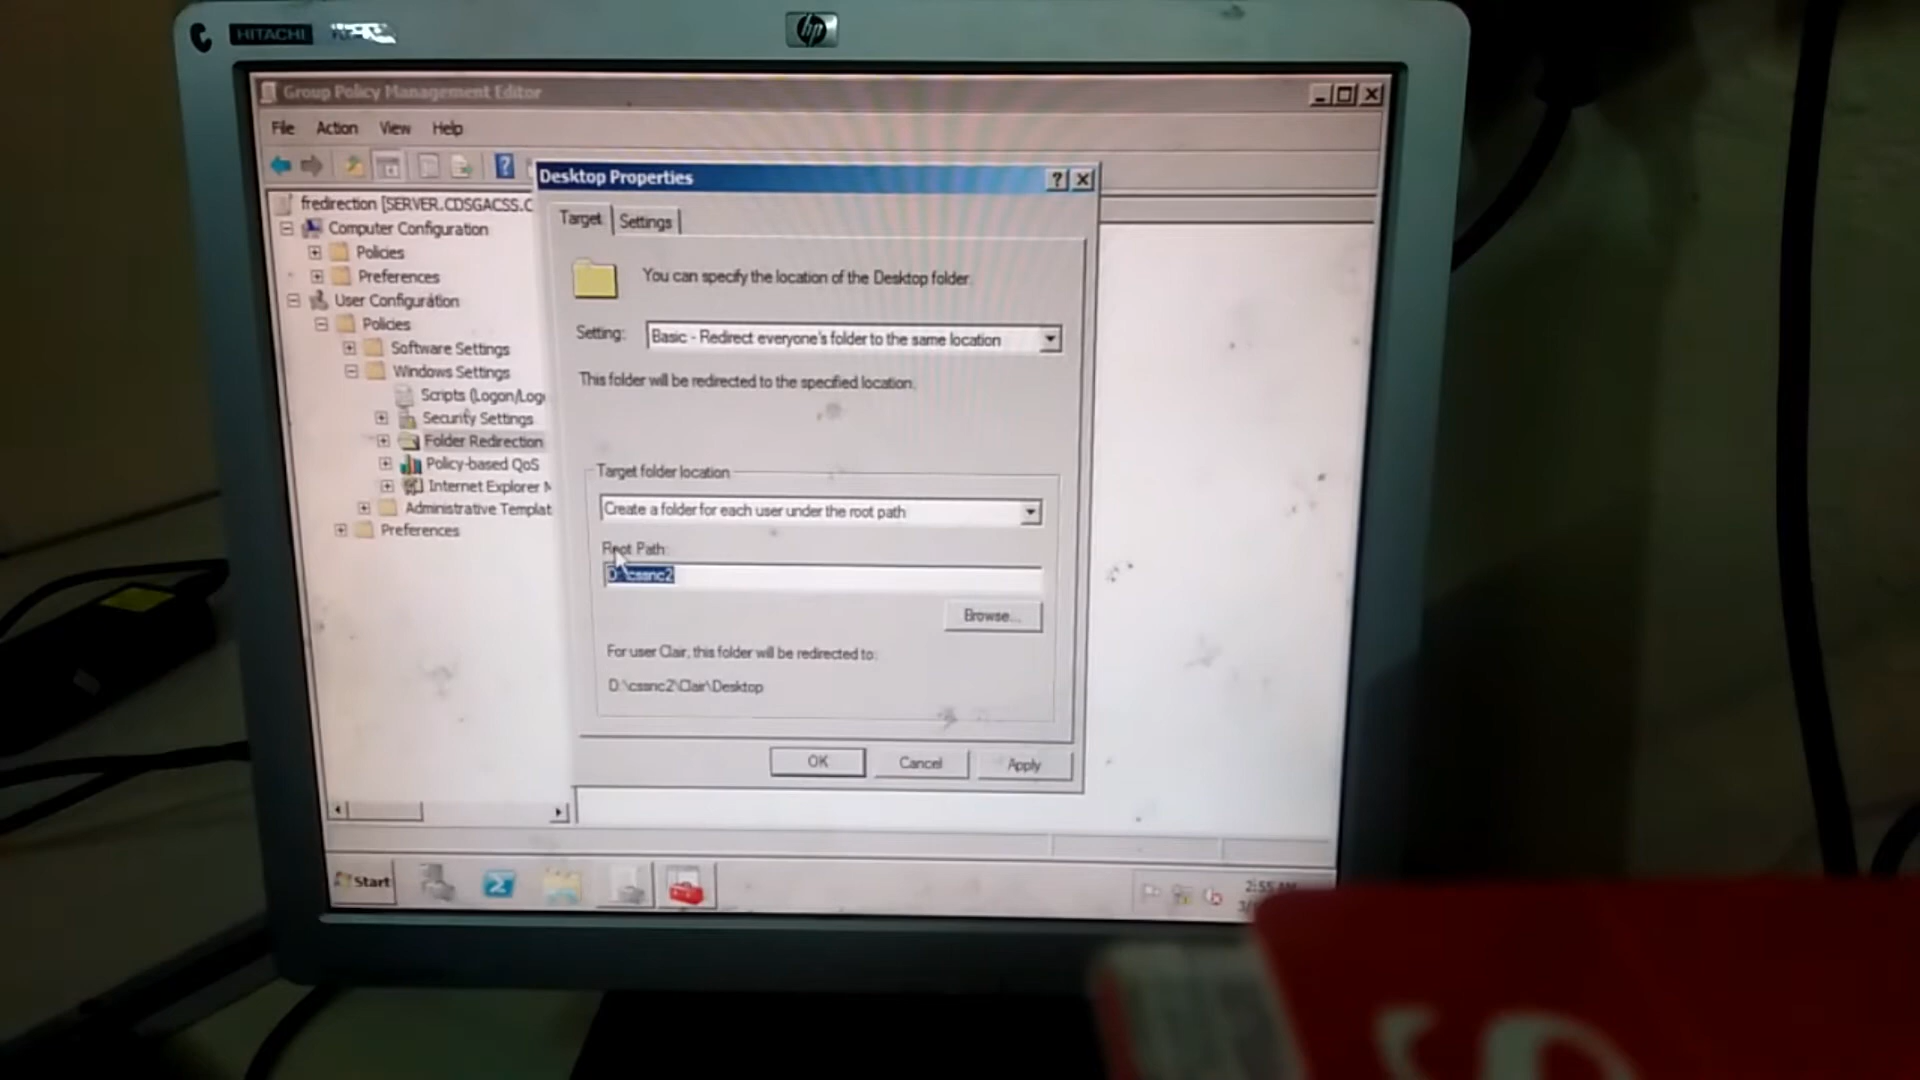 HITACHI
hp
Group Policy Management Editor
File Action View Help
Desktop Properties
fredirection [SERVER.CDSGACSS.C
Computer Configuration
Policies
Preferences
User Configuration
Policies
Software Settings
Windows Settings
Scripts (Logon/Logo
Security Settings
Folder Redirection
Policy-based QoS
Internet Explorer M
Administrative Templat
Preferences
Target Settings
You can specify the location of the Desktop folder.
Setting: Basic - Redirect everyone's folder to the same location
This folder will be redirected to the specified location.
Target folder location
Create a folder for each user under the root path
Root Path:
D:\cssnc2
Browse...
For user Clair, this folder will be redirected to:
D:\cssnc2\Clair\Desktop
OK Cancel Apply
Start